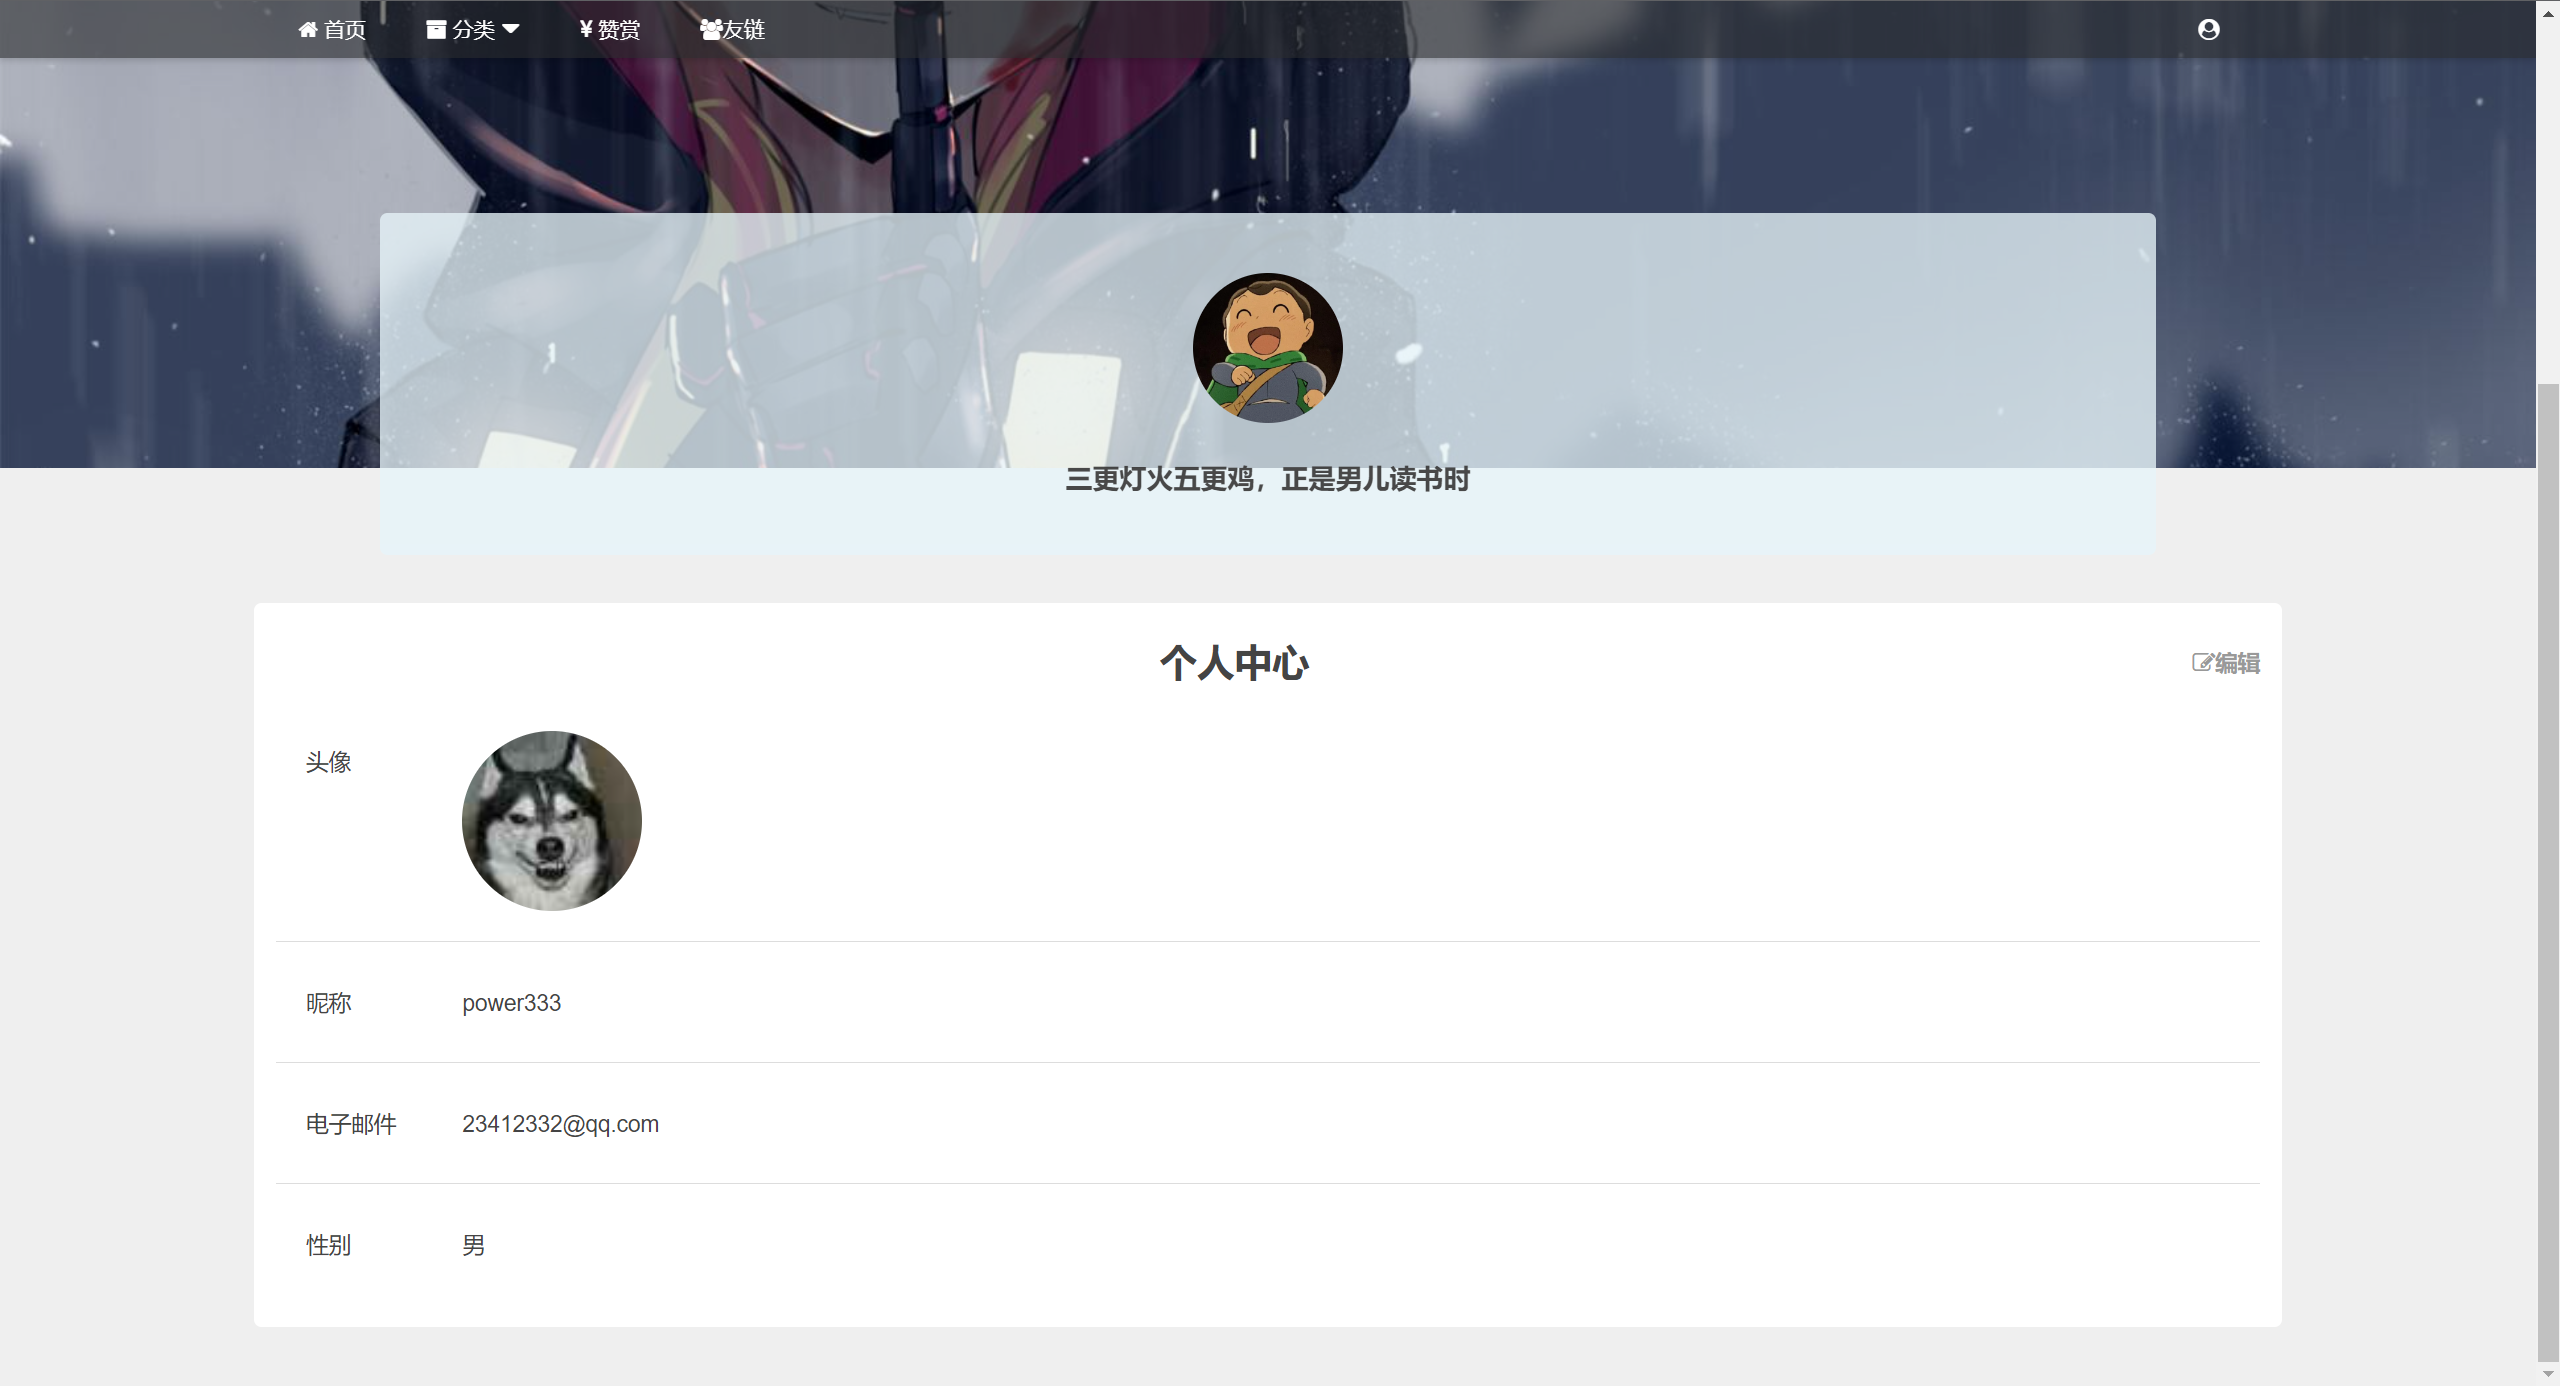 首页 分类 ¥ 赞赏 友链
三更灯火五更鸡，正是男儿读书时
个人中心 编辑
头像
昵称 power333
电子邮件 23412332@qq.com
性别 男